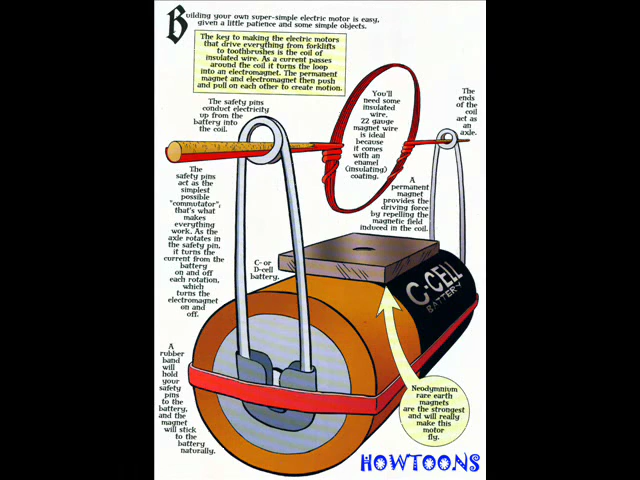 Building your own super-simple electric motor is easy,
given a little patience and some simple objects.
The key to making the electric motors
that drive everything from forklifts
to toothbrushes is the coil of
insulated wire. As a current passes
around the coil it turns the loop
into an electromagnet. The permanent
magnet and electromagnet then push
and pull on each other to create motion.
The safety pins
conduct electricity
up from the
battery into
the coil.
You'll
need some
insulated
wire.
22 gauge
magnet wire
is ideal
because
it comes
with an
enamel
(insulating)
coating.
The
ends
of the
coil
act as
an
axle.
The
safety pins
act as the
simplest
possible
"commutator",
that's what
makes
everything
work. As the
axle rotates in
the safety pin,
it turns the
current from the
battery
on and off
each rotation,
which
turns the
electromagnet
on and
off.
A
permanent
magnet
provides the
driving force
by repelling the
magnetic field
induced in the coil.
C- or
D-cell
battery.
C-CELL
BATTERY
A
rubber
band
will
hold
your
safety
pins
to the
battery,
and the
magnet
will stick
to the
battery
naturally.
Neodymnium
rare earth
magnets
are the strongest
and will really
make this
motor
fly.
HOWTOONS